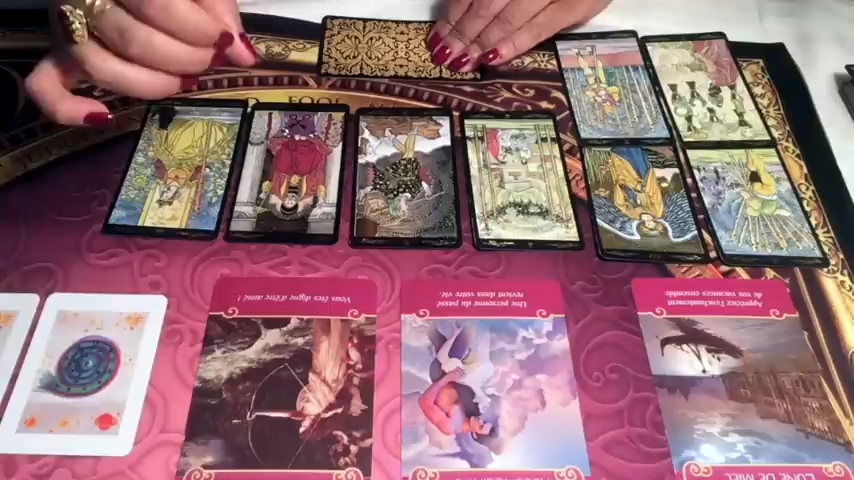 FOOL
Vous êtes digne d'être aimé !
Une personne du passé
revient dans votre vie.
Appréciez l'enchantement
de vos vacances ensemble
LUNE DE MIEL